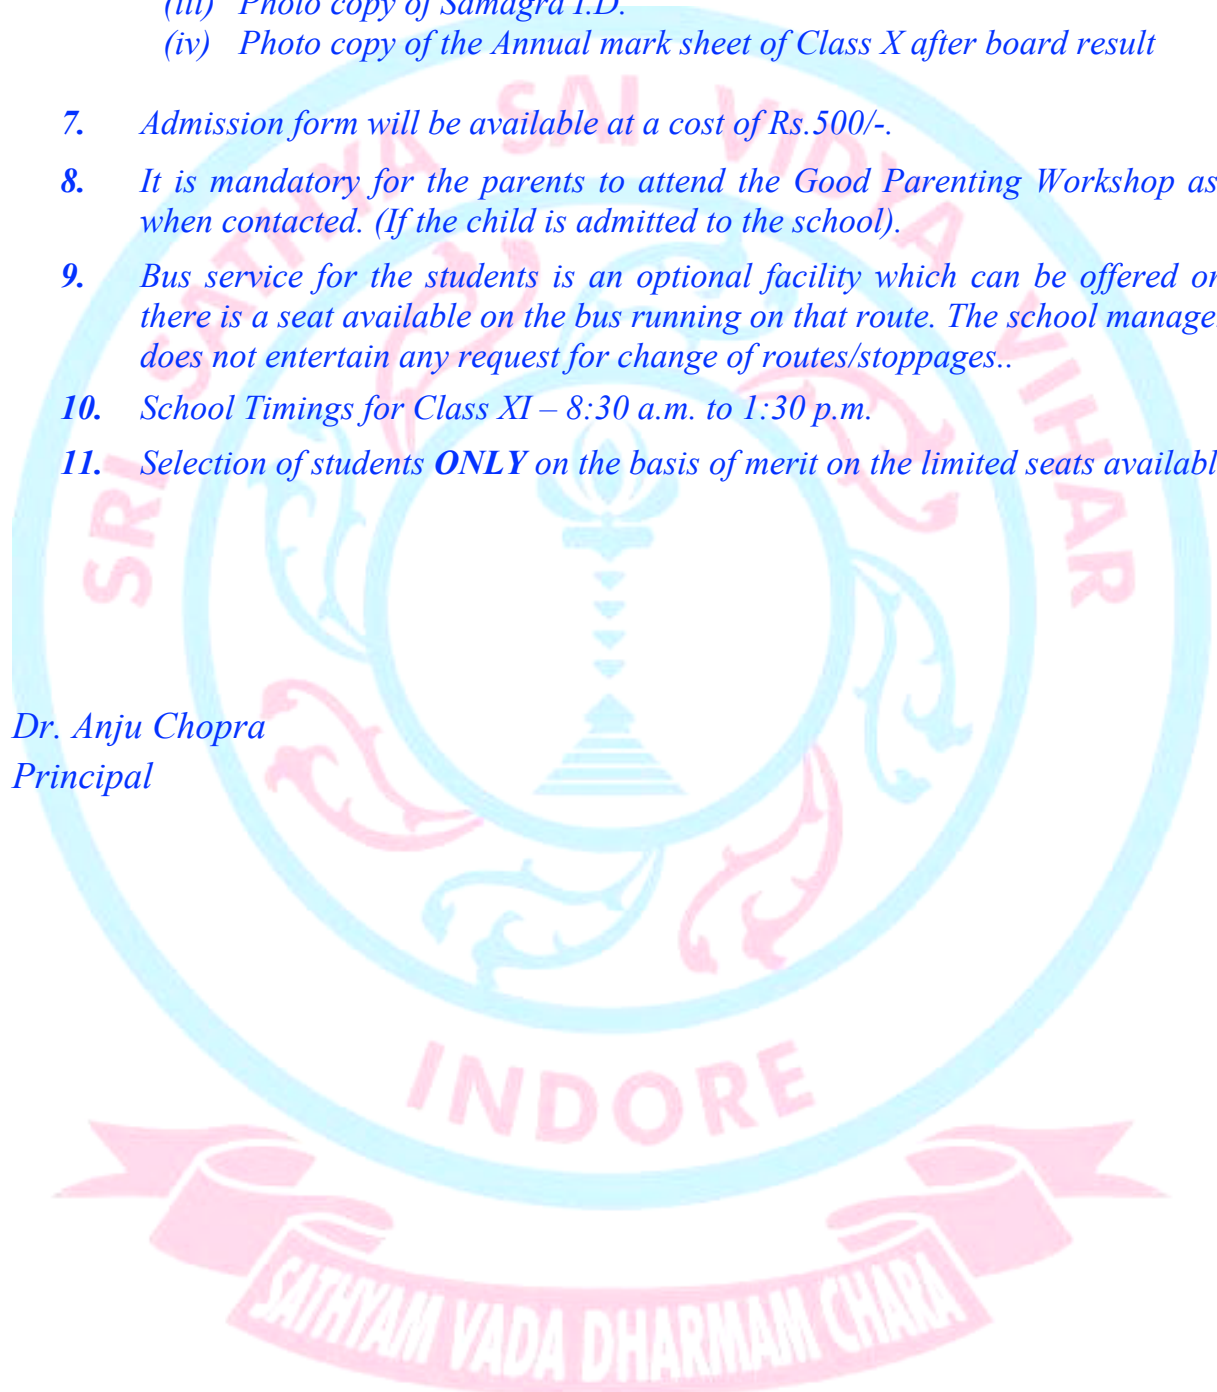 (iii) Photo copy of Samagra I.D.
(iv) Photo copy of the Annual mark sheet of Class X after board result
7. Admission form will be available at a cost of Rs.500/-.
8. It is mandatory for the parents to attend the Good Parenting Workshop as
when contacted. (If the child is admitted to the school).
9. Bus service for the students is an optional facility which can be offered or
there is a seat available on the bus running on that route. The school manage
does not entertain any request for change of routes/stoppages..
10. School Timings for Class XI – 8:30 a.m. to 1:30 p.m.
11. Selection of students ONLY on the basis of merit on the limited seats availabl
Dr. Anju Chopra
Principal
SRI SATHYA SAI VIDYA VIHAR
INDORE
SATHYAM VADA DHARMAM CHARA